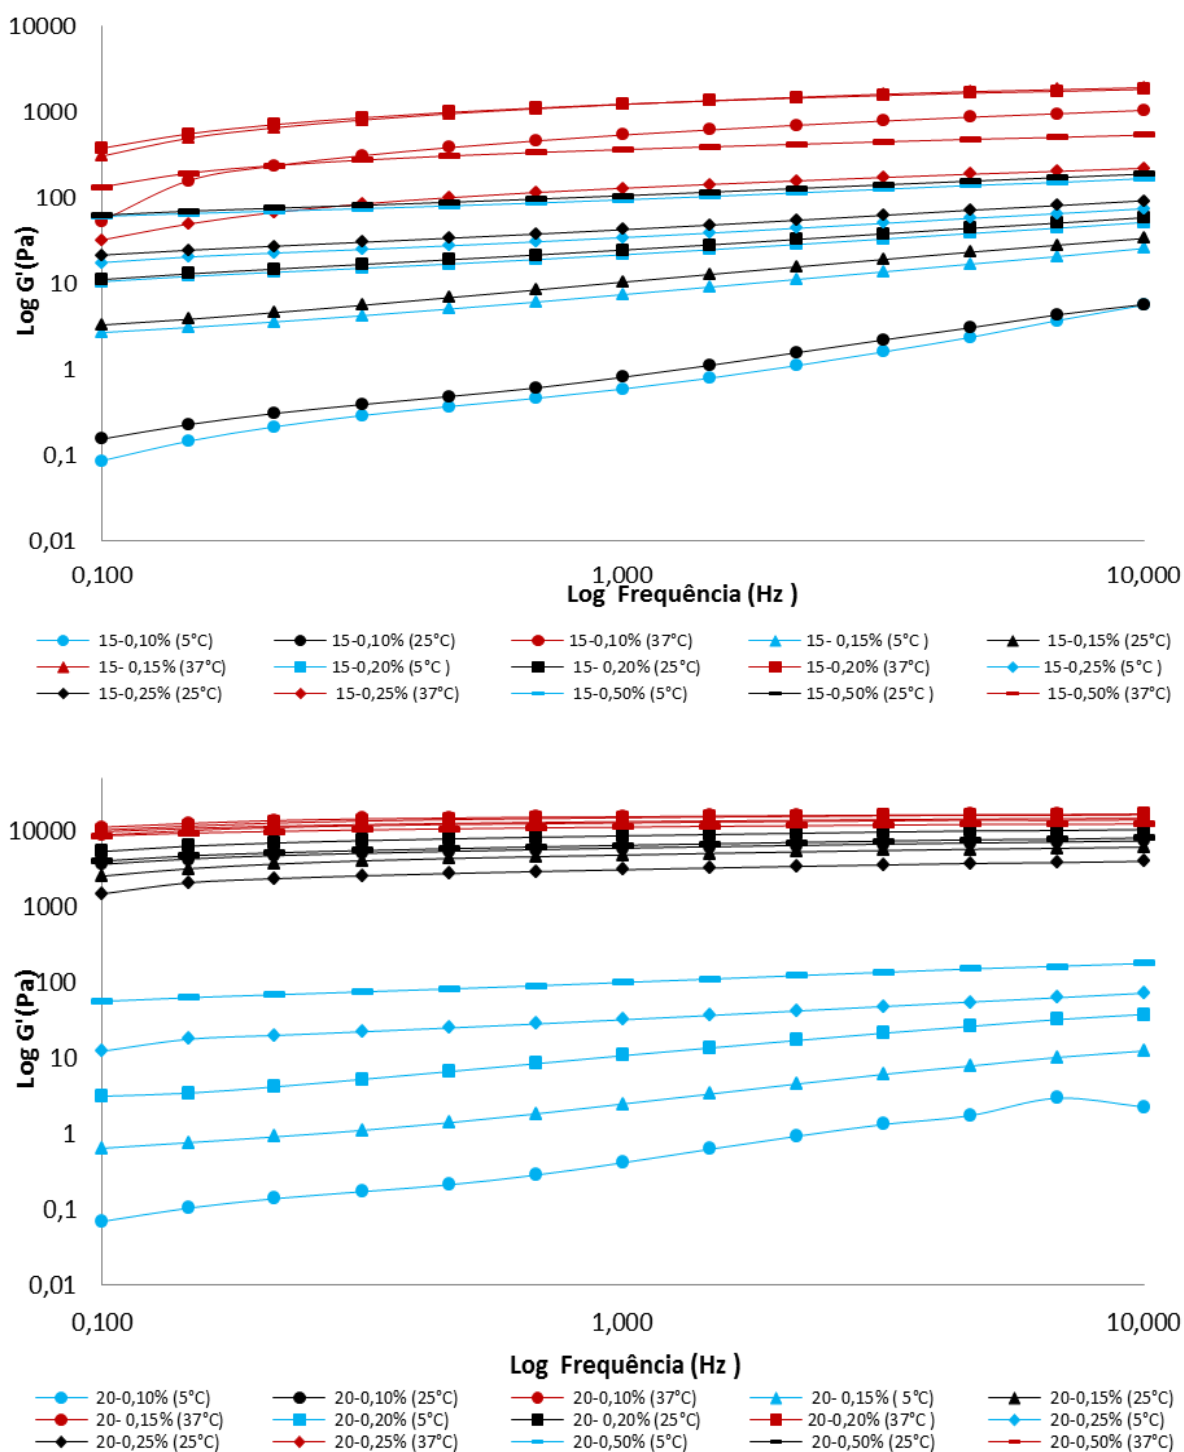 10000
1000
100
10
1
0,1
0,01
Log G'(Pa)
0,100 1,000 10,000
Log Frequência (Hz )
15-0,10% (5°C) 15-0,10% (25°C) 15-0,10% (37°C) 15- 0,15% (5°C ) 15-0,15% (25°C)
15- 0,15% (37°C) 15-0,20% (5°C ) 15- 0,20% (25°C) 15-0,20% (37°C) 15-0,25% (5°C )
15-0,25% (25°C) 15-0,25% (37°C) 15-0,50% (5°C) 15-0,50% (25°C ) 15-0,50% (37°C)
10000
1000
100
10
1
0,1
0,01
Log G'(Pa)
0,100 1,000 10,000
Log Frequência (Hz )
20-0,10% (5°C) 20-0,10% (25°C) 20-0,10% (37°C) 20- 0,15% ( 5°C) 20-0,15% (25°C)
20- 0,15% (37°C) 20-0,20% (5°C) 20- 0,20% (25°C) 20-0,20% (37°C ) 20-0,25% (5°C)
20-0,25% (25°C) 20-0,25% (37°C) 20-0,50% (5°C) 20-0,50% (25°C) 20-0,50% (37°C)